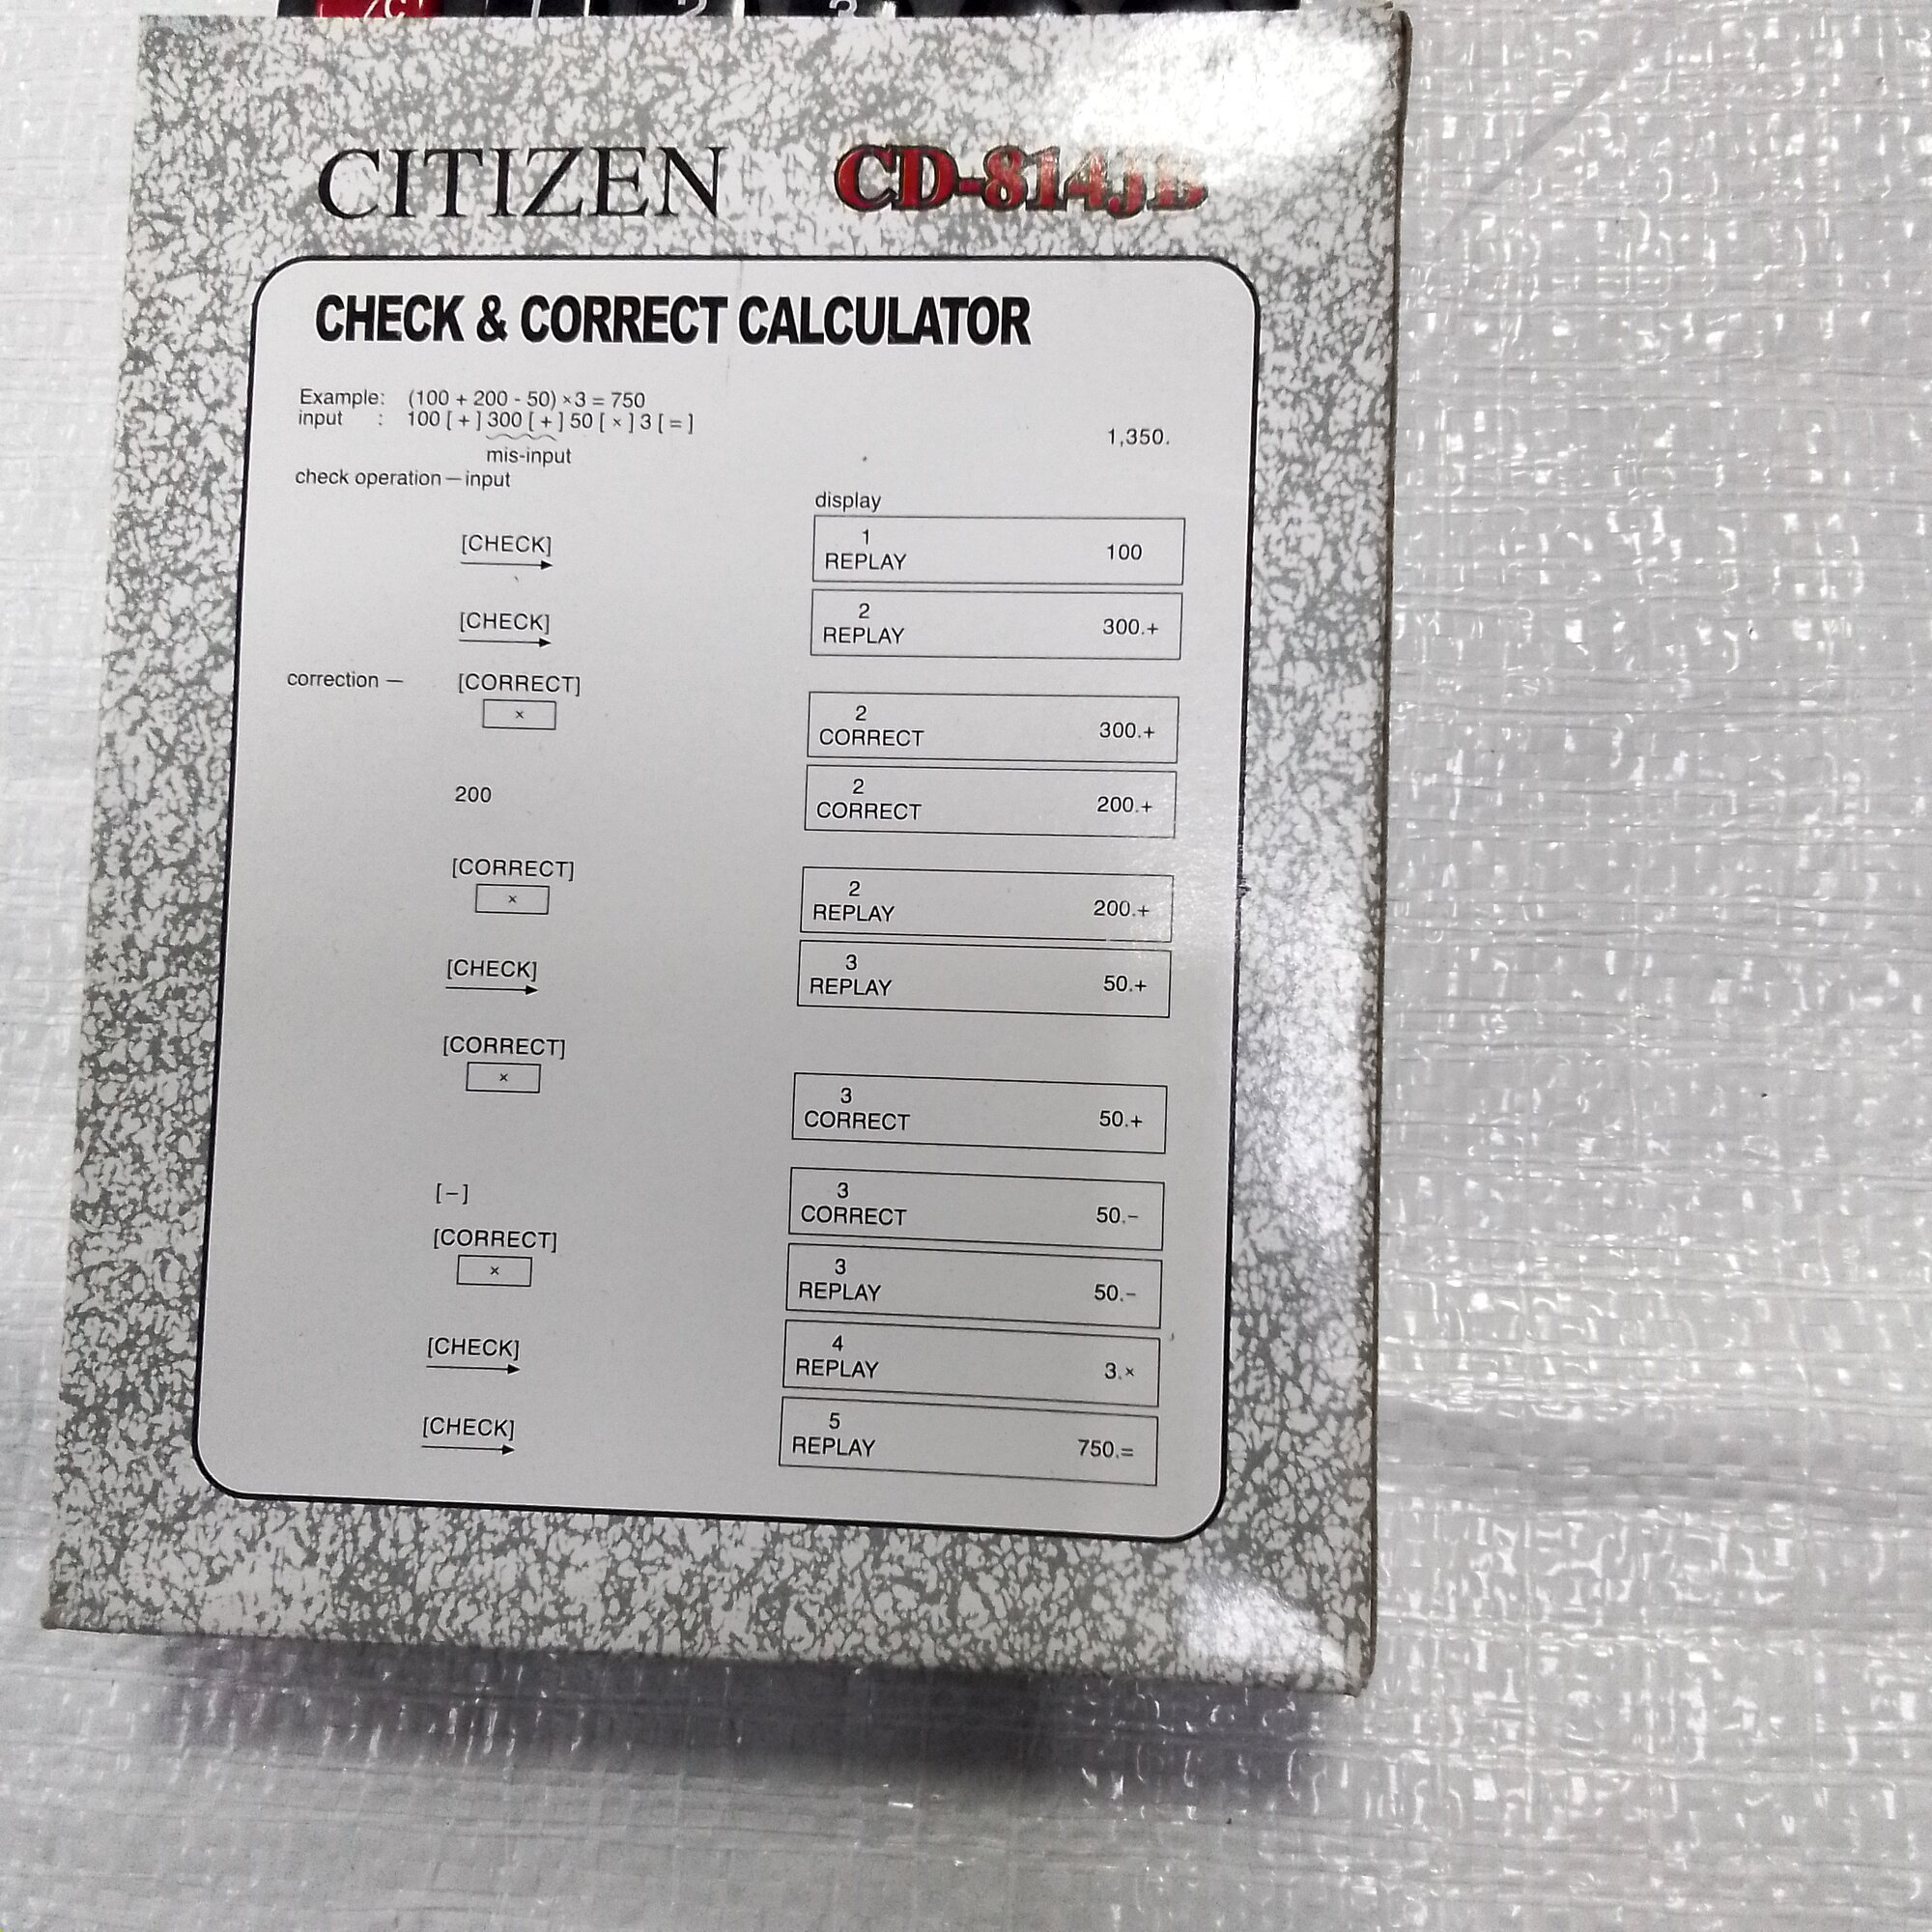 CITIZEN CD-814JB
CHECK & CORRECT CALCULATOR
Example: (100 + 200 - 50) ×3 = 750
input : 100 [ + ] 300 [ + ] 50 [ × ] 3 [ = ]
1,350.
mis-input
check operation — input
display
[CHECK]
1
REPLAY 100
[CHECK]
2
REPLAY 300.+
correction — [CORRECT]
×
2
CORRECT 300.+
200
2
CORRECT 200.+
[CORRECT]
×
2
REPLAY 200.+
[CHECK]
3
REPLAY 50.+
[CORRECT]
×
3
CORRECT 50.+
[-]
3
CORRECT 50.-
[CORRECT]
×
3
REPLAY 50.-
[CHECK]
4
REPLAY 3.×
[CHECK]
5
REPLAY 750.=